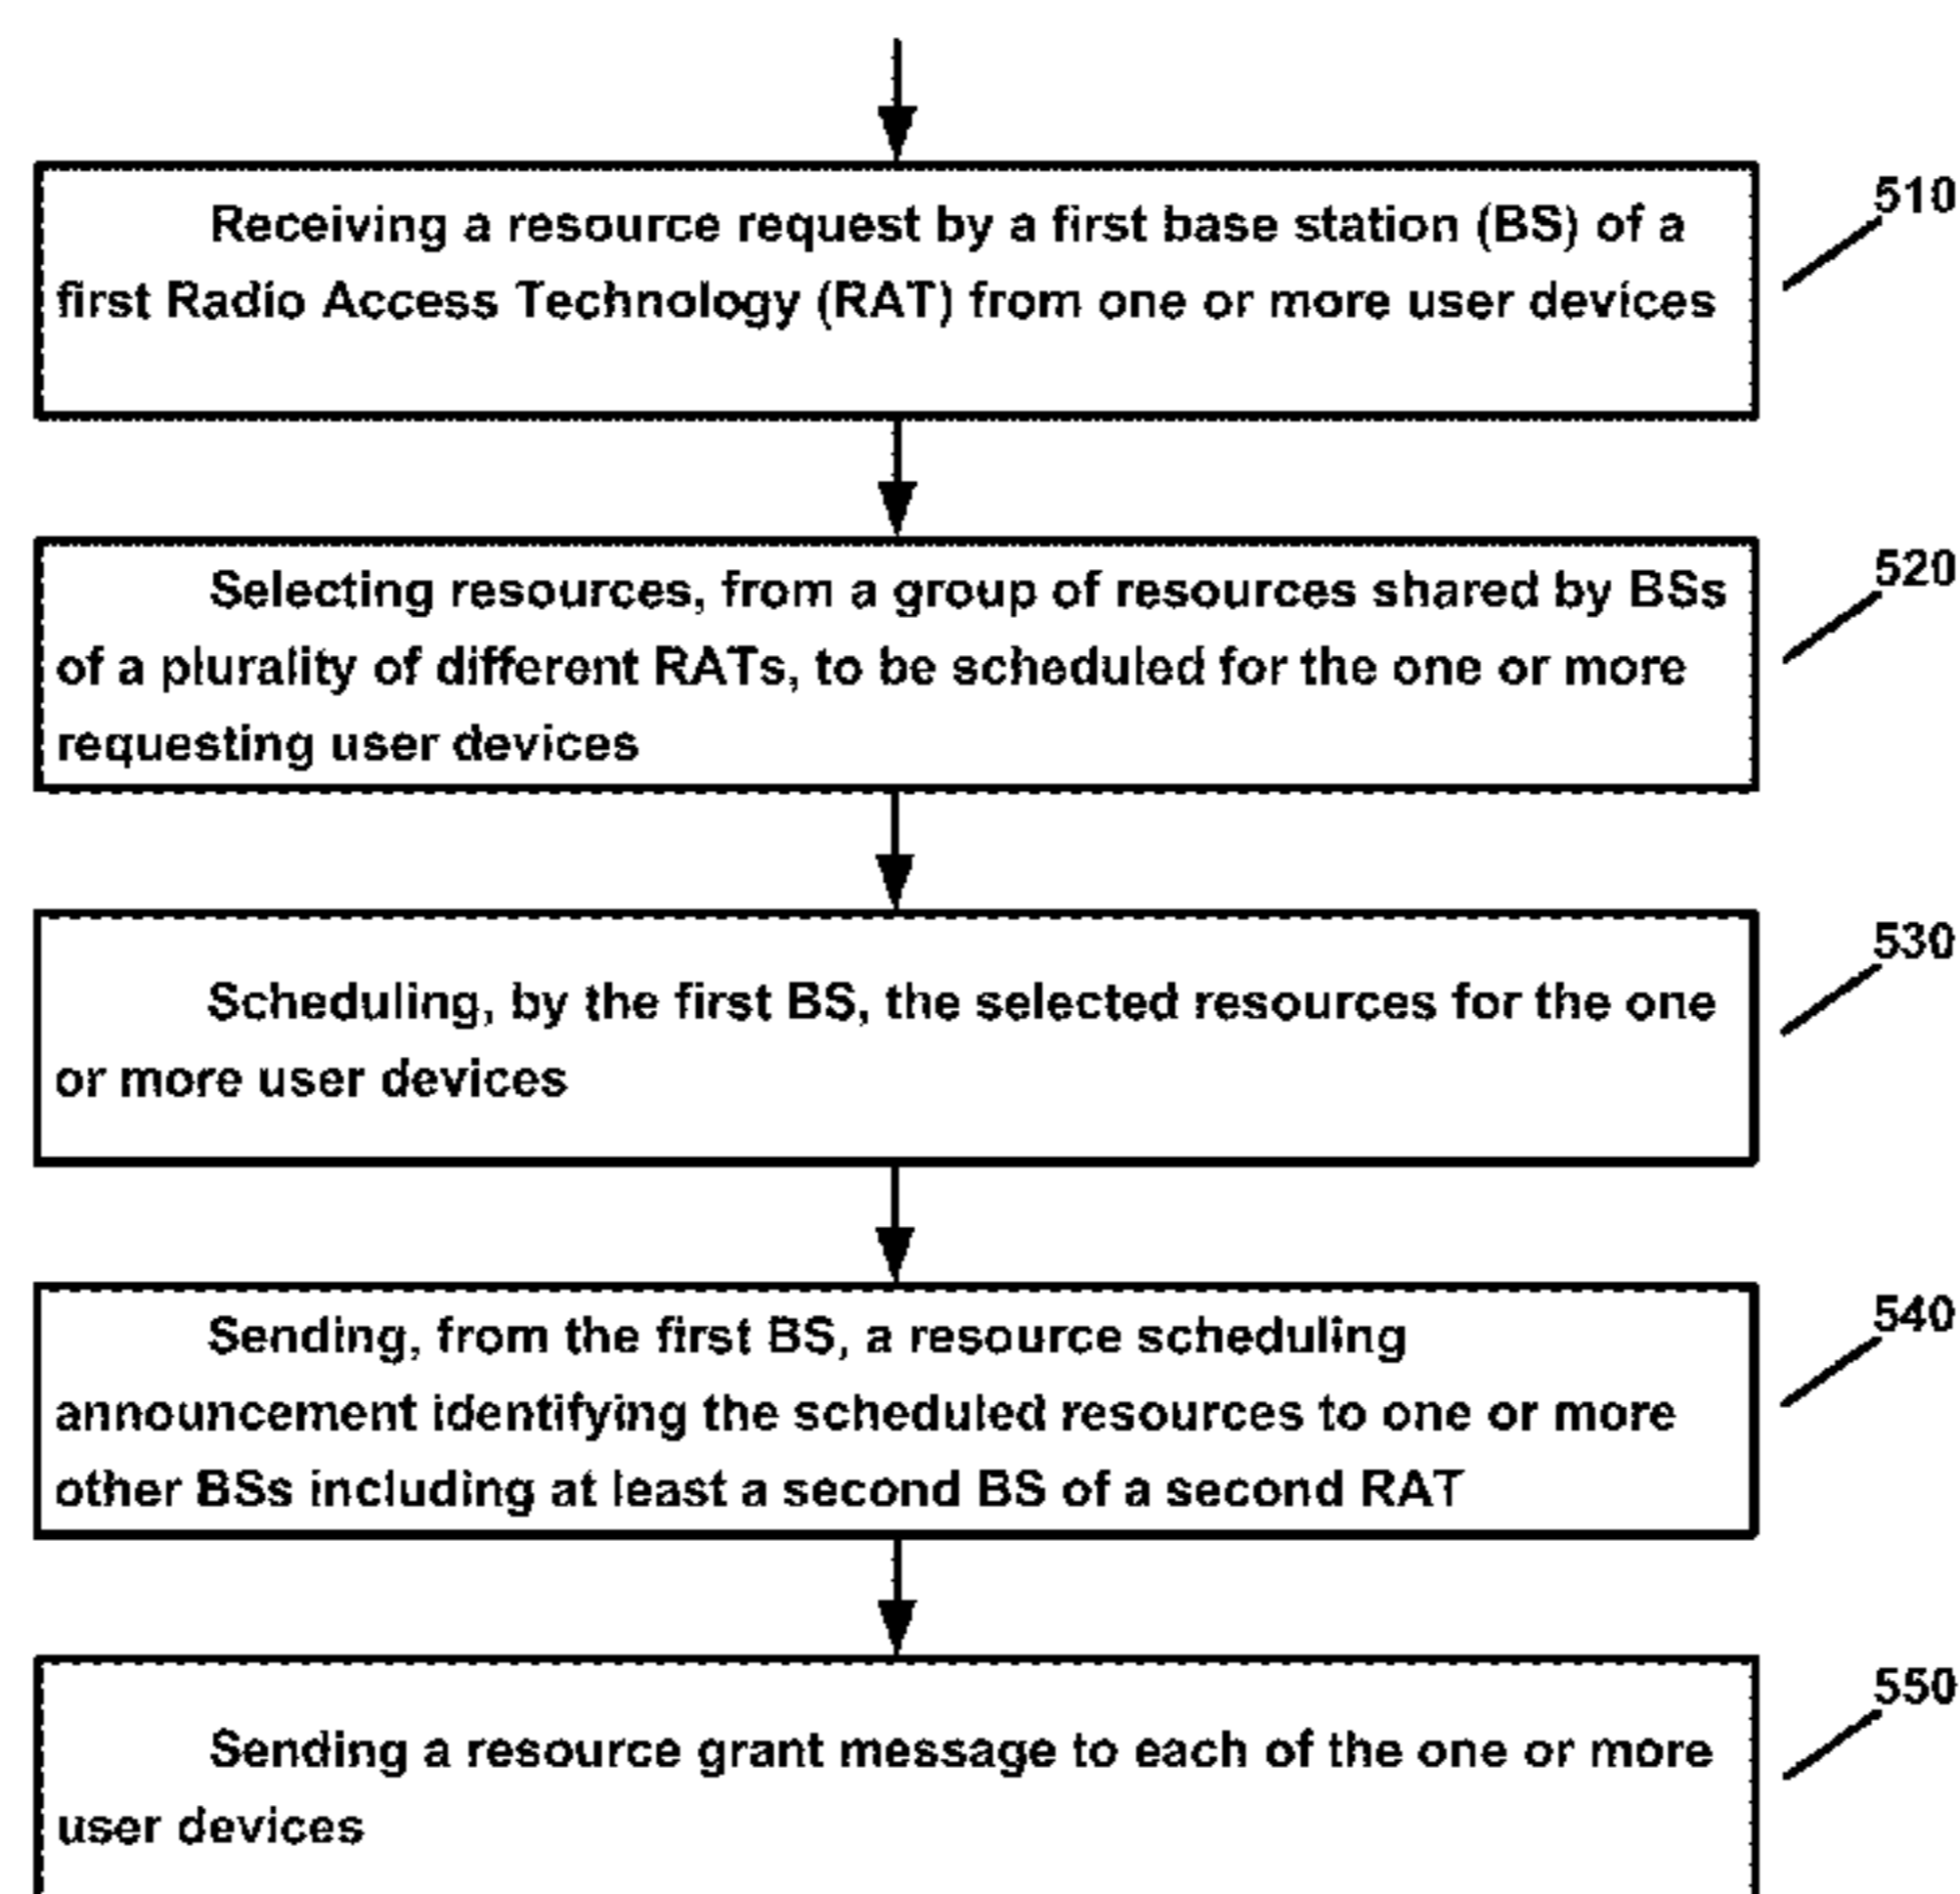 Receiving a resource request by a first base station (BS) of a
first Radio Access Technology (RAT) from one or more user devices
510
Selecting resources, from a group of resources shared by BSs
of a plurality of different RATs, to be scheduled for the one or more
requesting user devices
520
Scheduling, by the first BS, the selected resources for the one
or more user devices
530
Sending, from the first BS, a resource scheduling
announcement identifying the scheduled resources to one or more
other BSs including at least a second BS of a second RAT
540
Sending a resource grant message to each of the one or more
user devices
550